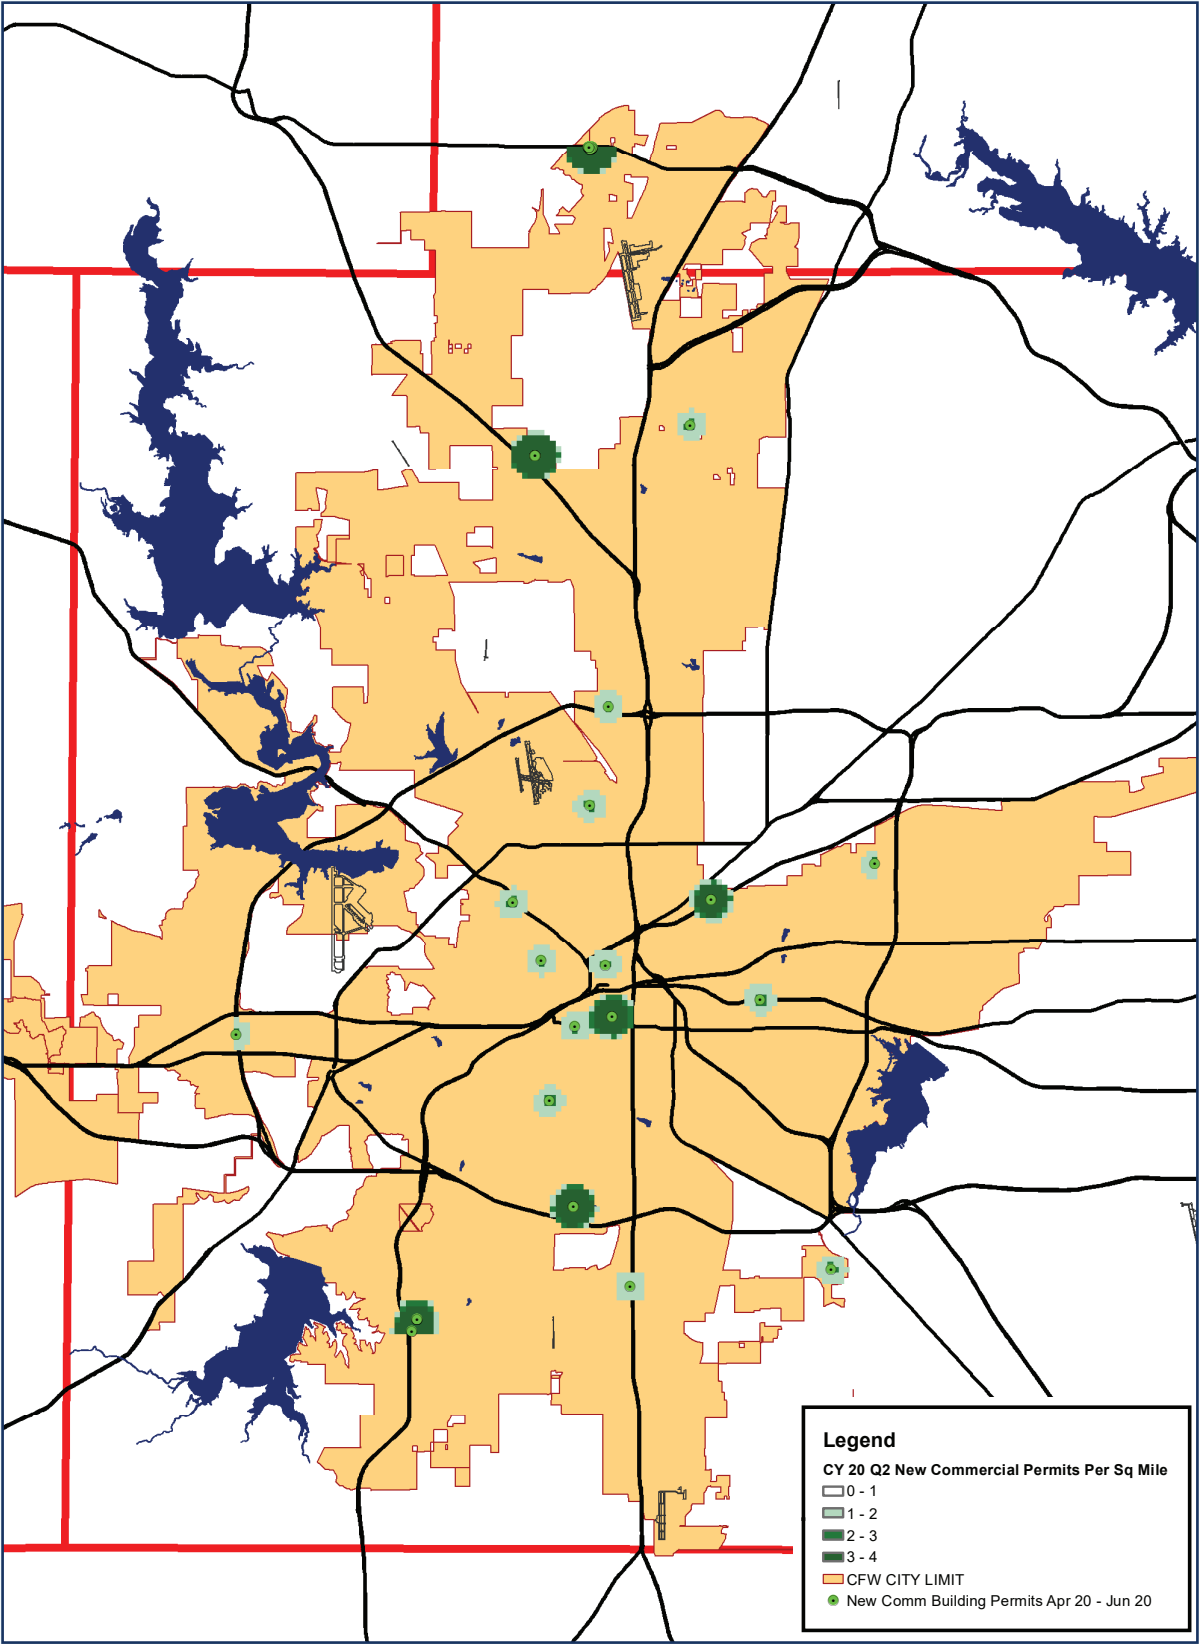 Legend
CY 20 Q2 New Commercial Permits Per Sq Mile
0 - 1
1 - 2
2 - 3
3 - 4
CFW CITY LIMIT
New Comm Building Permits Apr 20 - Jun 20